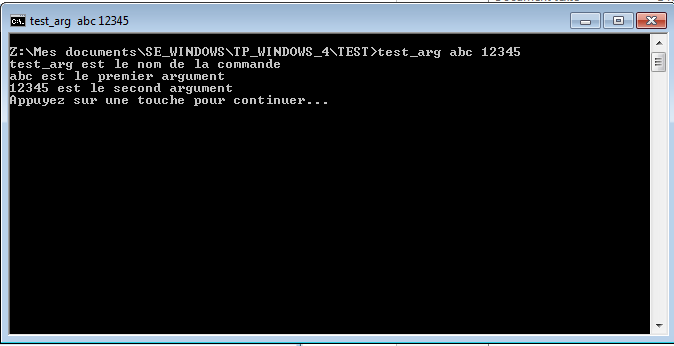 test_arg abc 12345
Z:\Mes documents\SE_WINDOWS\TP_WINDOWS_4\TEST>test_arg abc 12345
test_arg est le nom de la commande
abc est le premier argument
12345 est le second argument
Appuyez sur une touche pour continuer...